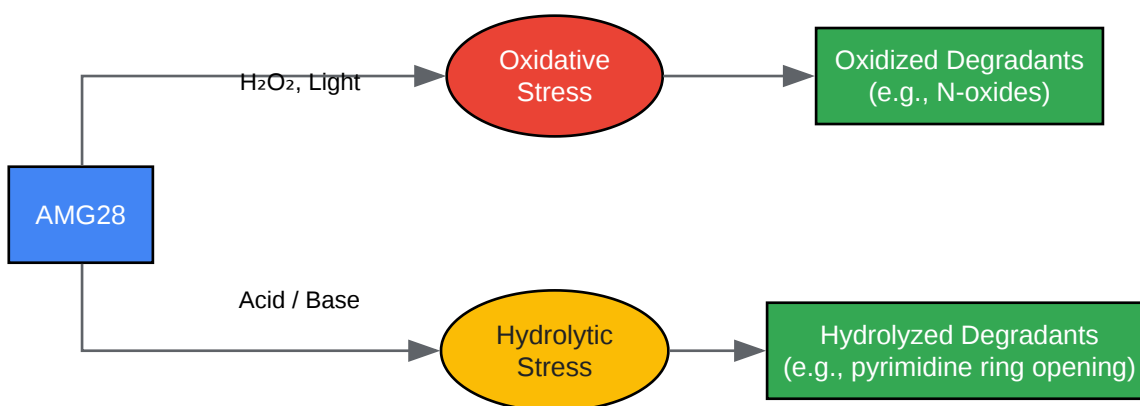 Oxidative
Stress
Oxidized Degradants
(e.g., N-oxides)
H₂O₂, Light
AMG28
Acid / Base
Hydrolytic
Stress
Hydrolyzed Degradants
(e.g., pyrimidine ring opening)